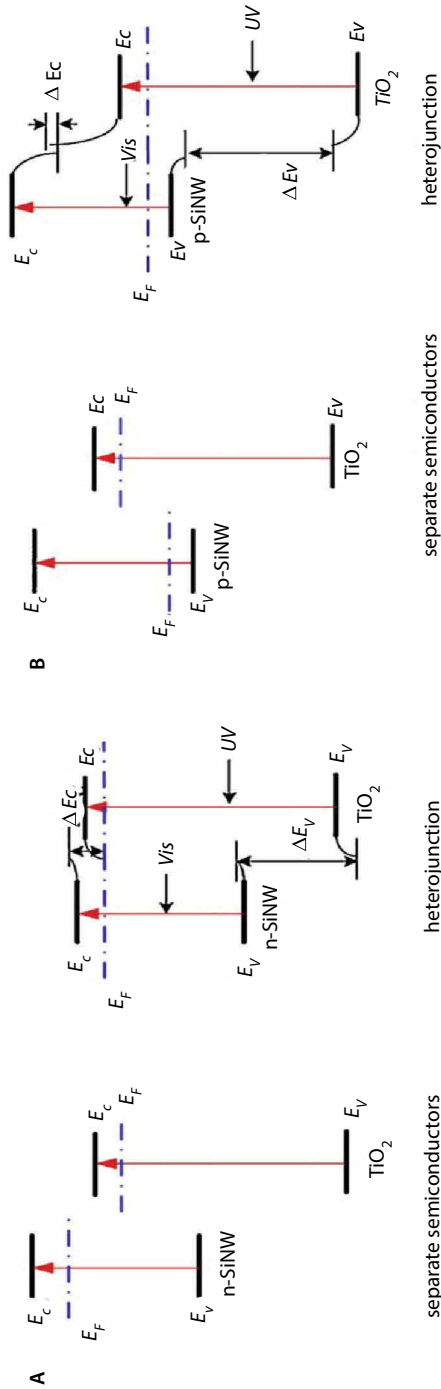 A
E_c
E_F
E_v
n-SiNW
E_c
E_F
E_V
TiO₂
separate semiconductors
E_c
E_F
E_V
n-SiNW
Vis
Δ Ec
Ec
UV
ΔE_V
E_V
TiO₂
heterojunction
B
E_c
E_F
E_V
p-SiNW
Ec
E_F
Ev
TiO₂
separate semiconductors
E_c
E_F
Ev
p-SiNW
Vis
Δ Ec
Ec
UV
ΔEv
Ev
TiO₂
heterojunction